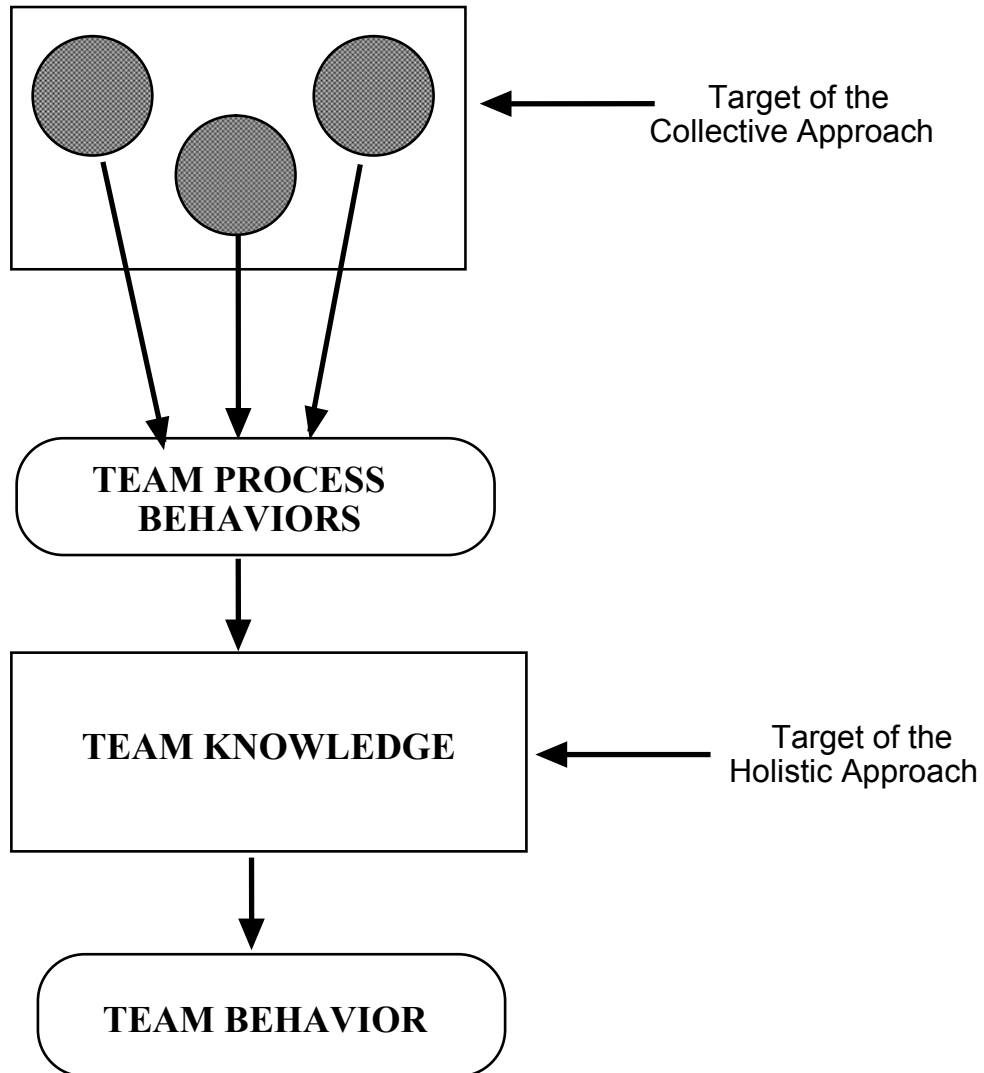 Target of the
Collective Approach
TEAM PROCESS
BEHAVIORS
TEAM KNOWLEDGE
Target of the
Holistic Approach
TEAM BEHAVIOR